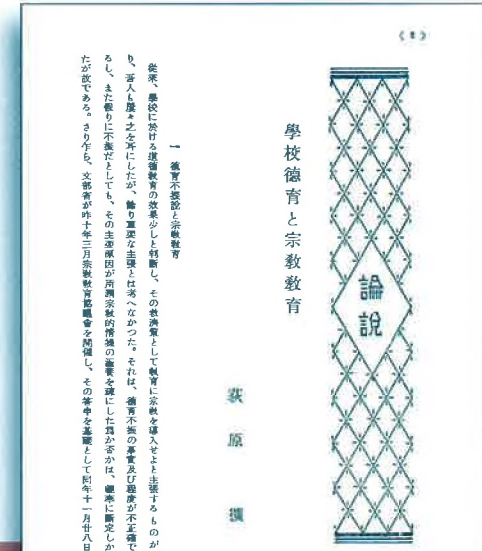 論說
學校德育と宗教教育
荻原 擴
一 德育不振說と宗教教育
從來、學校に於ける道德敎育の效果少しと判斷し、その救濟策として敎育に宗敎を導入せよと主張するものが
り、吾人も屢々之を耳にしたが、餘り重要な主張とは考へなかつた。それは、德育不振の事實及び程度が不正確で
るし、また假りに不振だとしても、その主要原因が所謂宗敎的情操の涵養を疎にした爲か否かは、輕率に斷定しか
たが故である。さり乍ら、文部省が昨十年三月宗敎敎育協議會を開催し、その答申を基礎として同年十一月廿八日